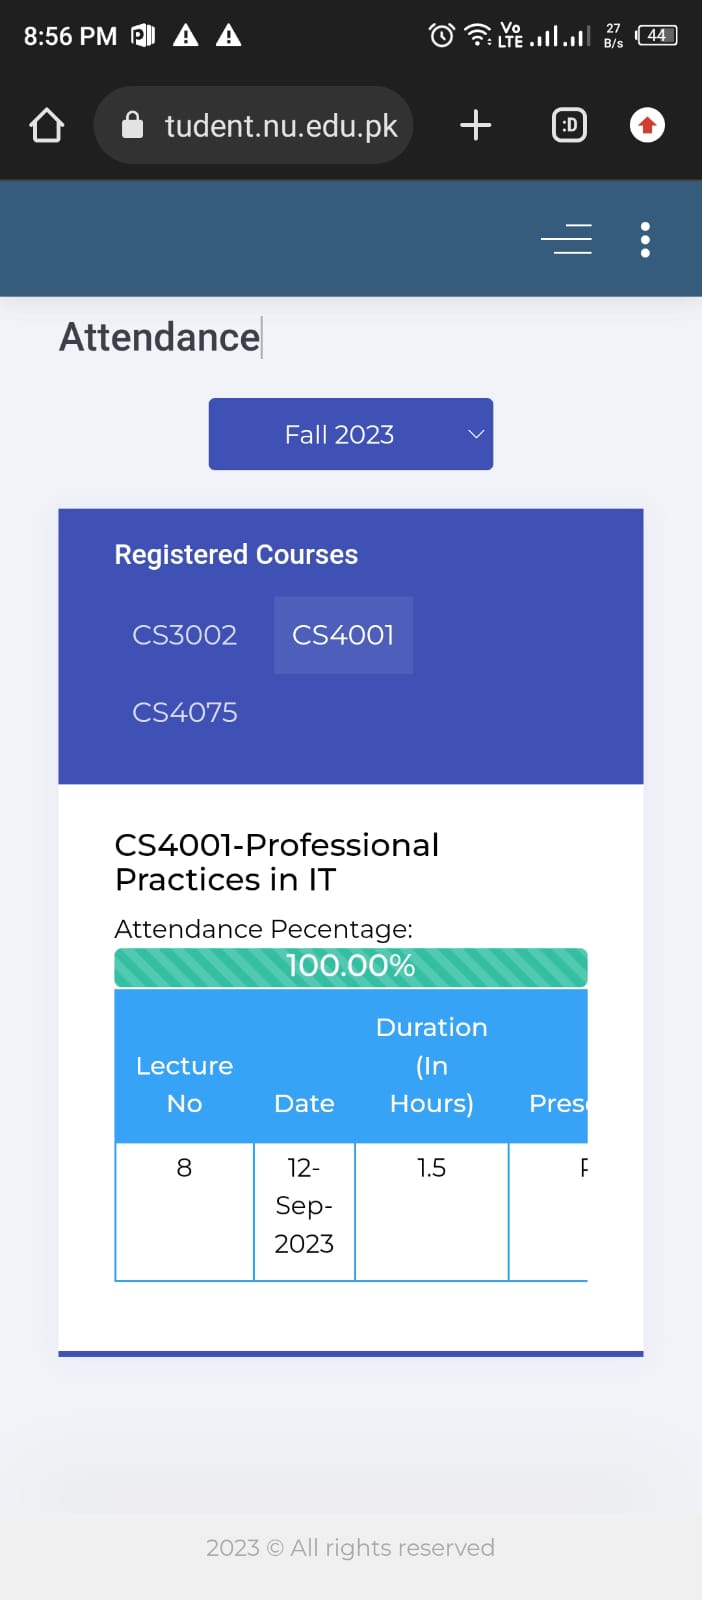 8:56 PM
Vo LTE
27 B/s
44
tudent.nu.edu.pk
:D
Attendance
Fall 2023
Registered Courses
CS3002 CS4001
CS4075
CS4001-Professional
Practices in IT
Attendance Pecentage:
100.00%
Lecture No Date Duration (In Hours) Pres
8 12-Sep-2023 1.5
2023 © All rights reserved